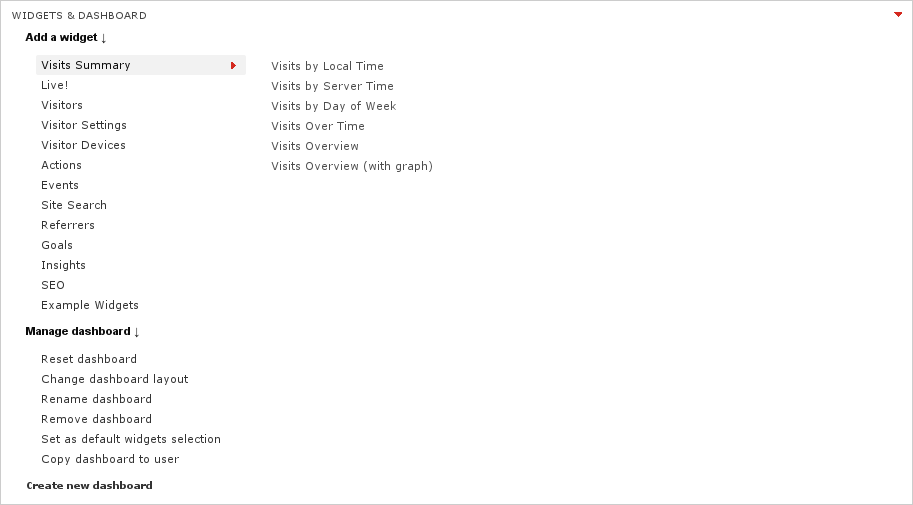 WIDGETS & DASHBOARD
Add a widget ↓
Visits Summary
Live!
Visitors
Visitor Settings
Visitor Devices
Actions
Events
Site Search
Referrers
Goals
Insights
SEO
Example Widgets
Visits by Local Time
Visits by Server Time
Visits by Day of Week
Visits Over Time
Visits Overview
Visits Overview (with graph)
Manage dashboard ↓
Reset dashboard
Change dashboard layout
Rename dashboard
Remove dashboard
Set as default widgets selection
Copy dashboard to user
Create new dashboard